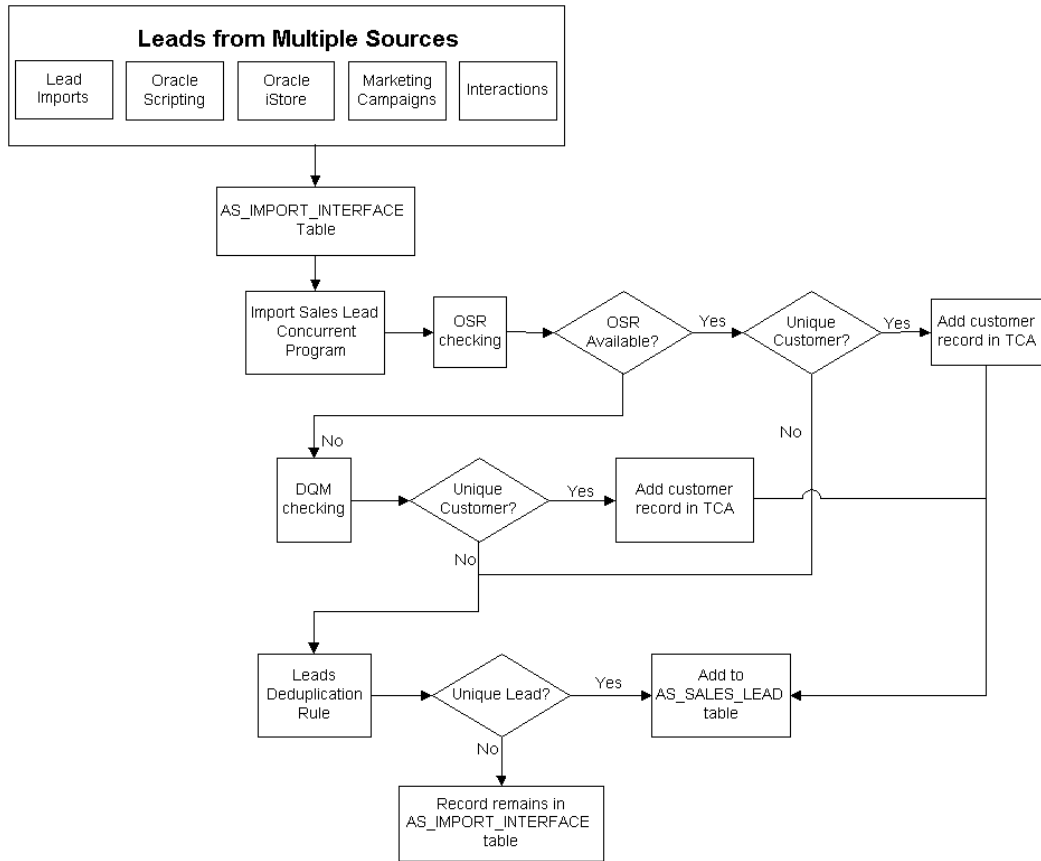 Leads from Multiple Sources
Lead
Imports
Oracle
Scripting
Oracle
iStore
Marketing
Campaigns
Interactions
AS_IMPORT_INTERFACE
Table
Import Sales Lead
Concurrent
Program
OSR
checking
OSR
Available?
Yes
Unique
Customer?
Yes
Add customer
record in TCA
No
No
DQM
checking
Unique
Customer?
Yes
Add customer
record in TCA
No
Leads
Deduplication
Rule
Unique Lead?
Yes
Add to
AS_SALES_LEAD
table
No
Record remains in
AS_IMPORT_INTERFACE
table